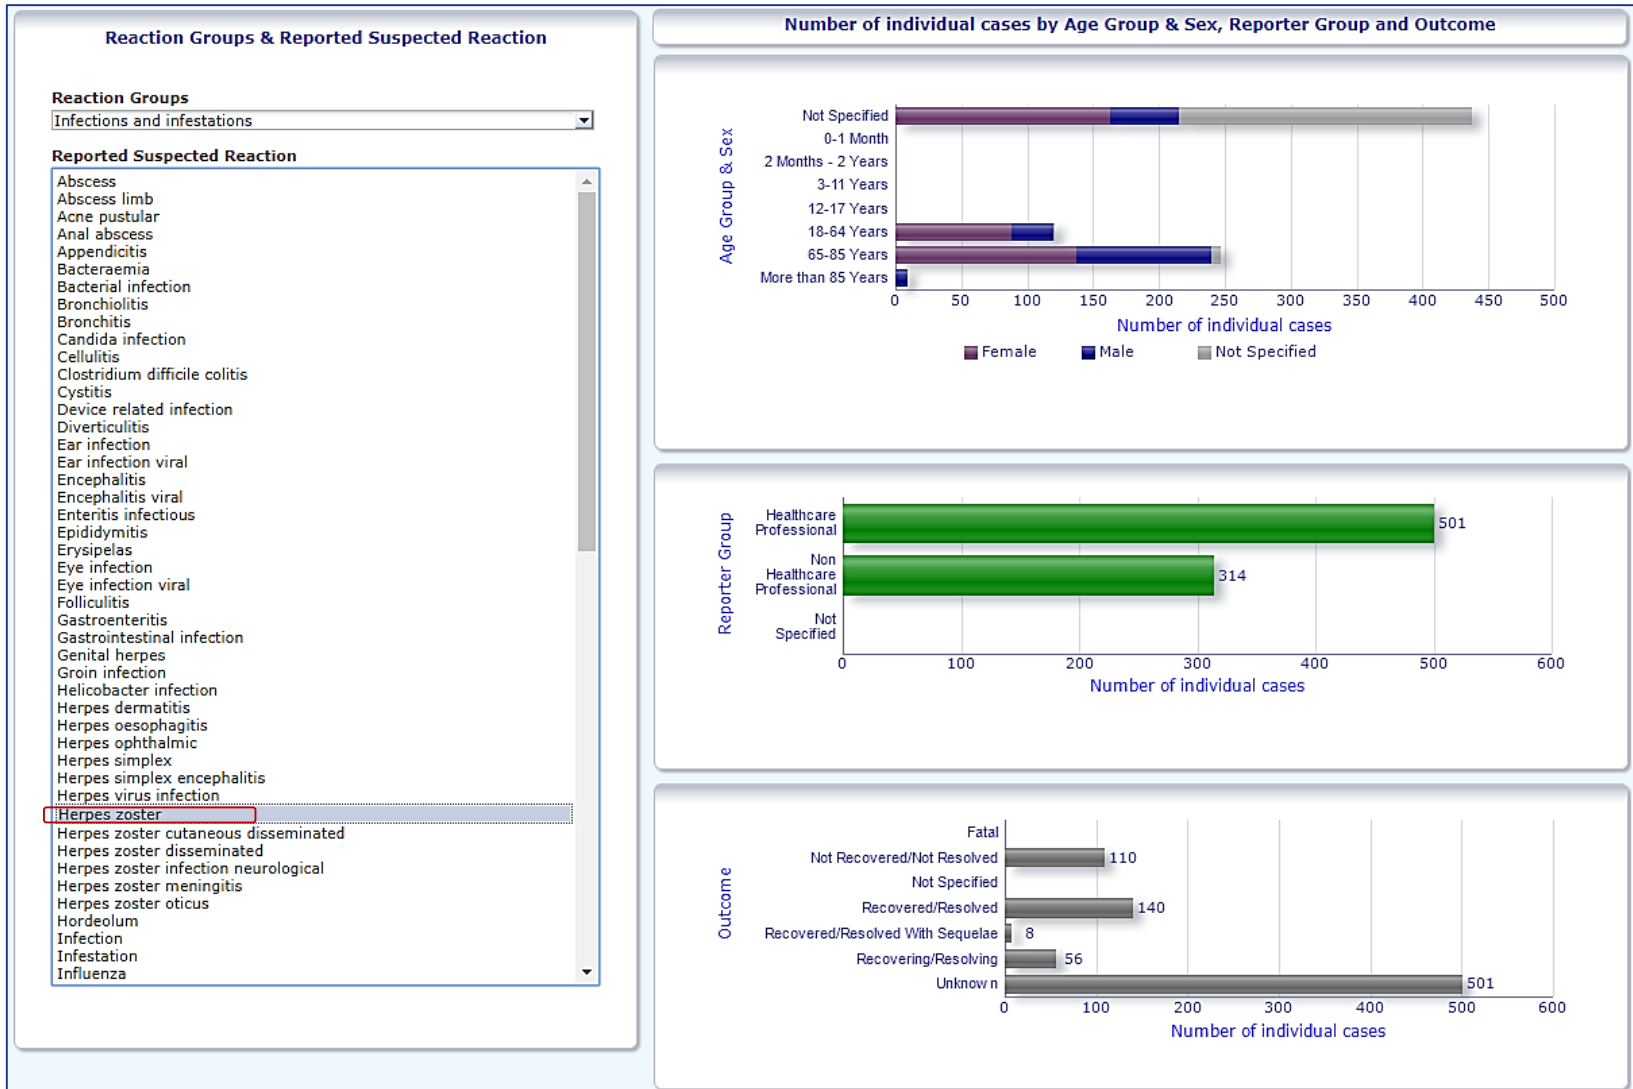 Reaction Groups & Reported Suspected Reaction
Reaction Groups
Infections and infestations
Reported Suspected Reaction
Abscess
Abscess limb
Acne pustular
Anal abscess
Appendicitis
Bacteraemia
Bacterial infection
Bronchiolitis
Bronchitis
Candida infection
Cellulitis
Clostridium difficile colitis
Cystitis
Device related infection
Diverticulitis
Ear infection
Ear infection viral
Encephalitis
Encephalitis viral
Enteritis infectious
Epididymitis
Erysipelas
Eye infection
Eye infection viral
Folliculitis
Gastroenteritis
Gastrointestinal infection
Genital herpes
Groin infection
Helicobacter infection
Herpes dermatitis
Herpes oesophagitis
Herpes ophthalmic
Herpes simplex
Herpes simplex encephalitis
Herpes virus infection
Herpes zoster
Herpes zoster cutaneous disseminated
Herpes zoster disseminated
Herpes zoster infection neurological
Herpes zoster meningitis
Herpes zoster oticus
Hordeolum
Infection
Infestation
Influenza
Number of individual cases by Age Group & Sex, Reporter Group and Outcome
Age Group & Sex
Not Specified
0-1 Month
2 Months - 2 Years
3-11 Years
12-17 Years
18-64 Years
65-85 Years
More than 85 Years
0 50 100 150 200 250 300 350 400 450 500
Number of individual cases
Female Male Not Specified
Reporter Group
Healthcare
Professional
501
Non
Healthcare
Professional
314
Not
Specified
0 100 200 300 400 500 600
Number of individual cases
Outcome
Fatal
Not Recovered/Not Resolved 110
Not Specified
Recovered/Resolved 140
Recovered/Resolved With Sequelae 8
Recovering/Resolving 56
Unknown 501
0 100 200 300 400 500 600
Number of individual cases